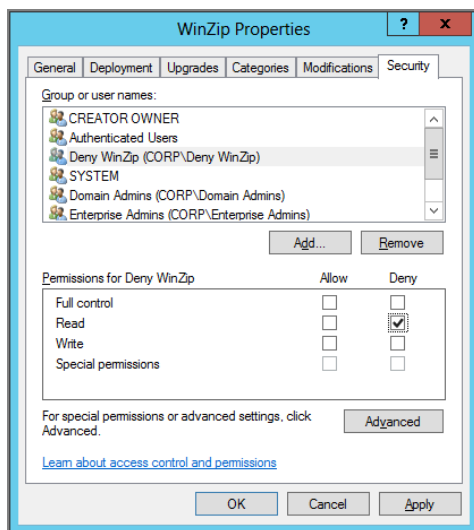 WinZip Properties
? x
General Deployment Upgrades Categories Modifications Security
Group or user names:
CREATOR OWNER
Authenticated Users
Deny WinZip (CORP\Deny WinZip)
SYSTEM
Domain Admins (CORP\Domain Admins)
Enterprise Admins (CORP\Enterprise Admins)
Add... Remove
Permissions for Deny WinZip Allow Deny
Full control
Read
Write
Special permissions
For special permissions or advanced settings, click
Advanced.
Advanced
Learn about access control and permissions
OK Cancel Apply